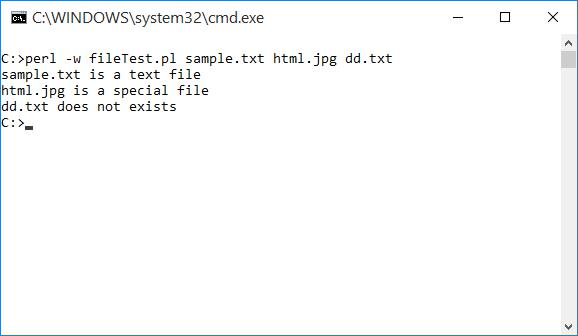 C:\WINDOWS\system32\cmd.exe
C:>perl -w fileTest.pl sample.txt html.jpg dd.txt
sample.txt is a text file
html.jpg is a special file
dd.txt does not exists
C:>